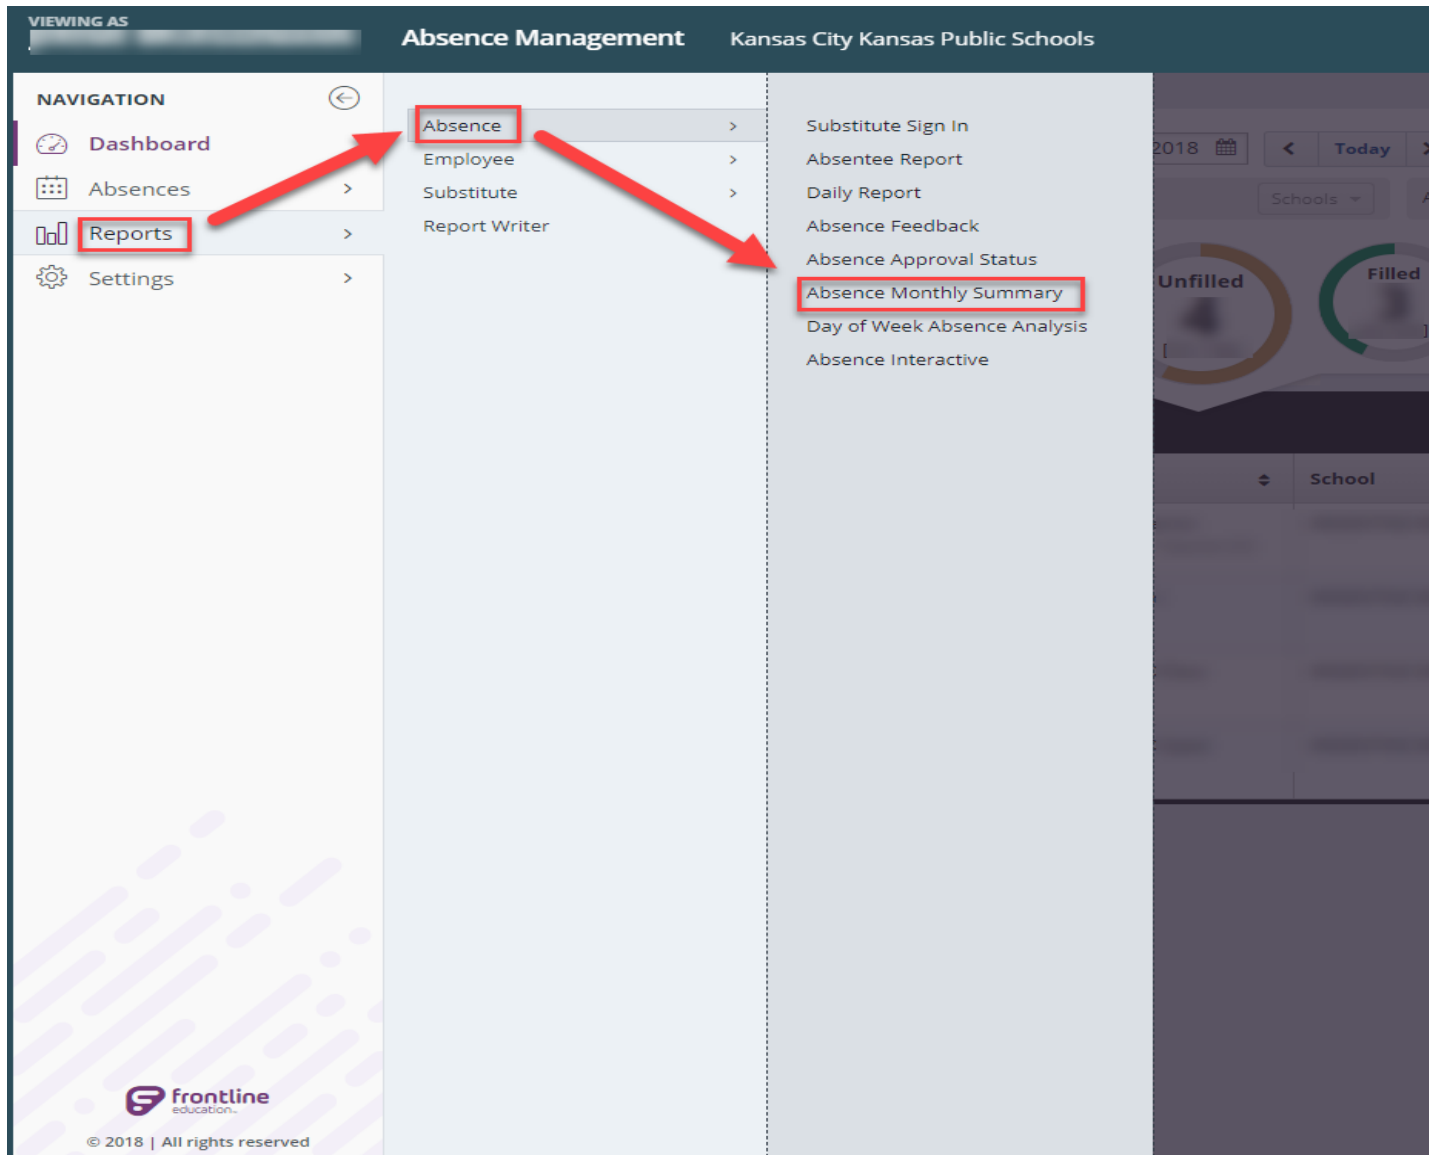 VIEWING AS
Absence Management Kansas City Kansas Public Schools
NAVIGATION
Dashboard
Absences
Reports
Settings
Absence
Employee
Substitute
Report Writer
Substitute Sign In
Absentee Report
Daily Report
Absence Feedback
Absence Approval Status
Absence Monthly Summary
Day of Week Absence Analysis
Absence Interactive
2018 < Today >
Schools A
Unfilled
4
[
Filled
3
]
School
frontline
education
© 2018 | All rights reserved